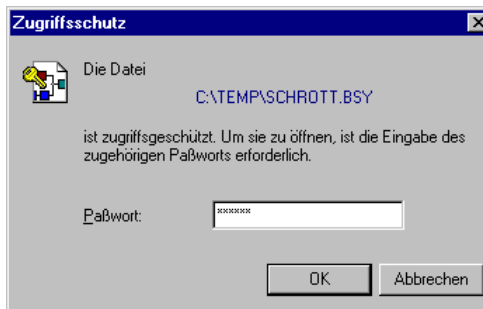 Zugriffsschutz
Die Datei
C:\TEMP\SCHROTT.BSY
ist zugriffsgeschützt. Um sie zu öffnen, ist die Eingabe des
zugehörigen Paßworts erforderlich.
Paßwort: ******
OK Abbrechen